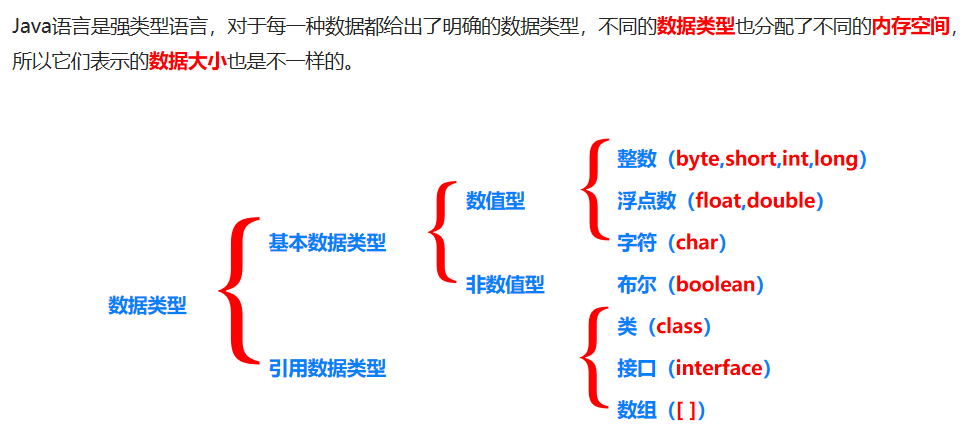 Java语言是强类型语言，对于每一种数据都给出了明确的数据类型，不同的数据类型也分配了不同的内存空间，
所以它们表示的数据大小也是不一样的。
整数（byte,short,int,long）
数值型
浮点数（float,double）
基本数据类型
字符（char）
非数值型
布尔（boolean）
数据类型
类（class）
引用数据类型
接口（interface）
数组（[ ]）